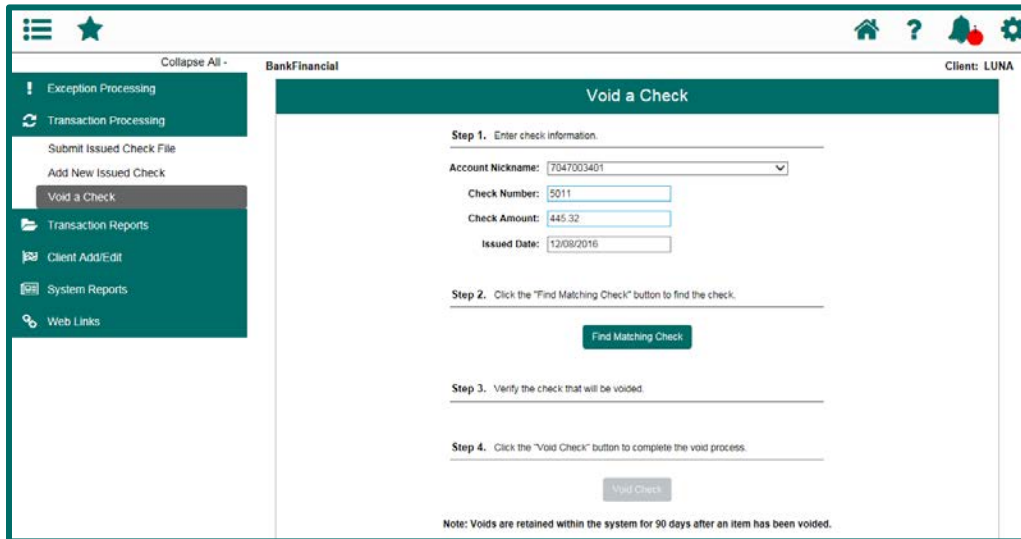 Collapse All -
BankFinancial
Client: LUNA
Exception Processing
Transaction Processing
Submit Issued Check File
Add New Issued Check
Void a Check
Transaction Reports
Client Add/Edit
System Reports
Web Links
Void a Check
Step 1. Enter check information.
Account Nickname: 7047003401
Check Number: 5011
Check Amount: 445.32
Issued Date: 12/08/2016
Step 2. Click the "Find Matching Check" button to find the check.
Find Matching Check
Step 3. Verify the check that will be voided.
Step 4. Click the "Void Check" button to complete the void process.
Void Check
Note: Voids are retained within the system for 90 days after an item has been voided.